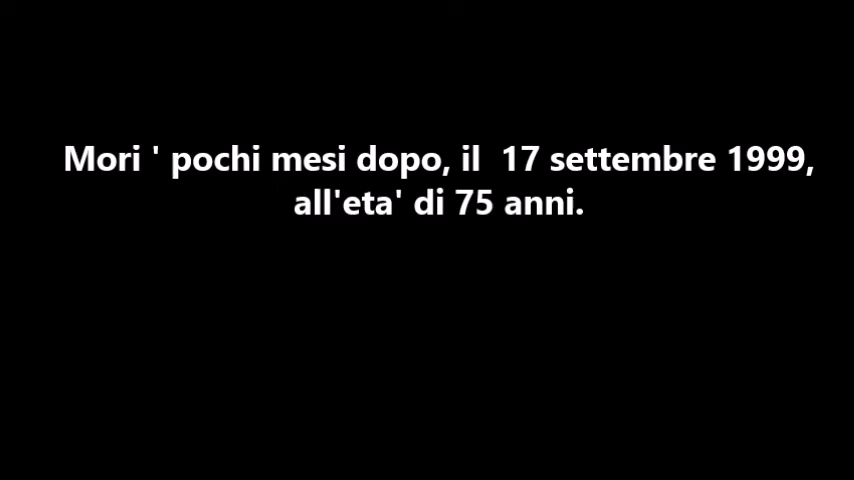 Mori ' pochi mesi dopo, il  17 settembre 1999,
all'eta' di 75 anni.